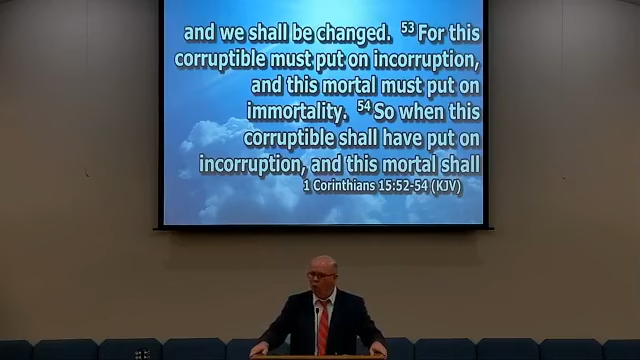 and we shall be changed. 53 For this
corruptible must put on incorruption,
and this mortal must put on
immortality. 54 So when this
corruptible shall have put on
incorruption, and this mortal shall
1 Corinthians 15:52-54 (KJV)